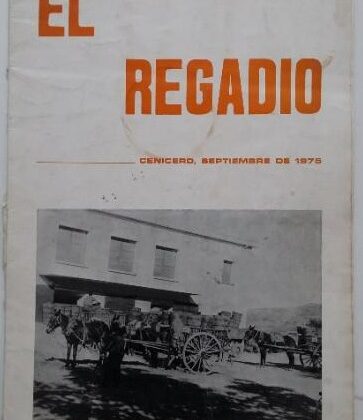 EL
REGADIO
CENICERO, SEPTIEMBRE DE 1975